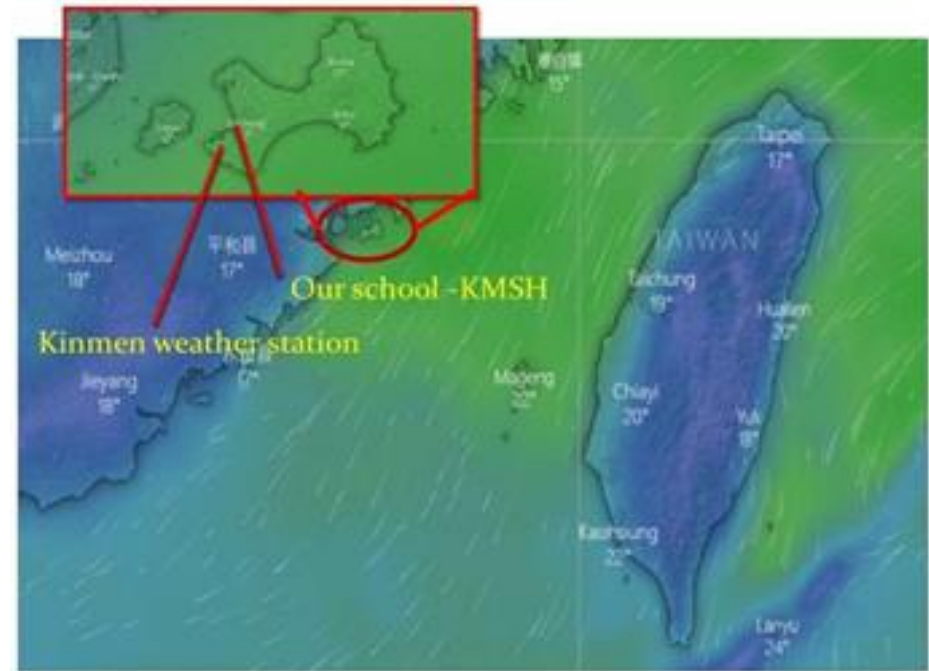 Taipei
17°
TAIWAN
Meizhou
18°
平和县
17°
Our school -KMSH
Taichung
19°
Hualien
20°
Kinmen weather station
17°
Jieyang
18°
Magong
22°
Chiayi
20°
Yuli
18°
Kaohsiung
22°
Lanyu
24°